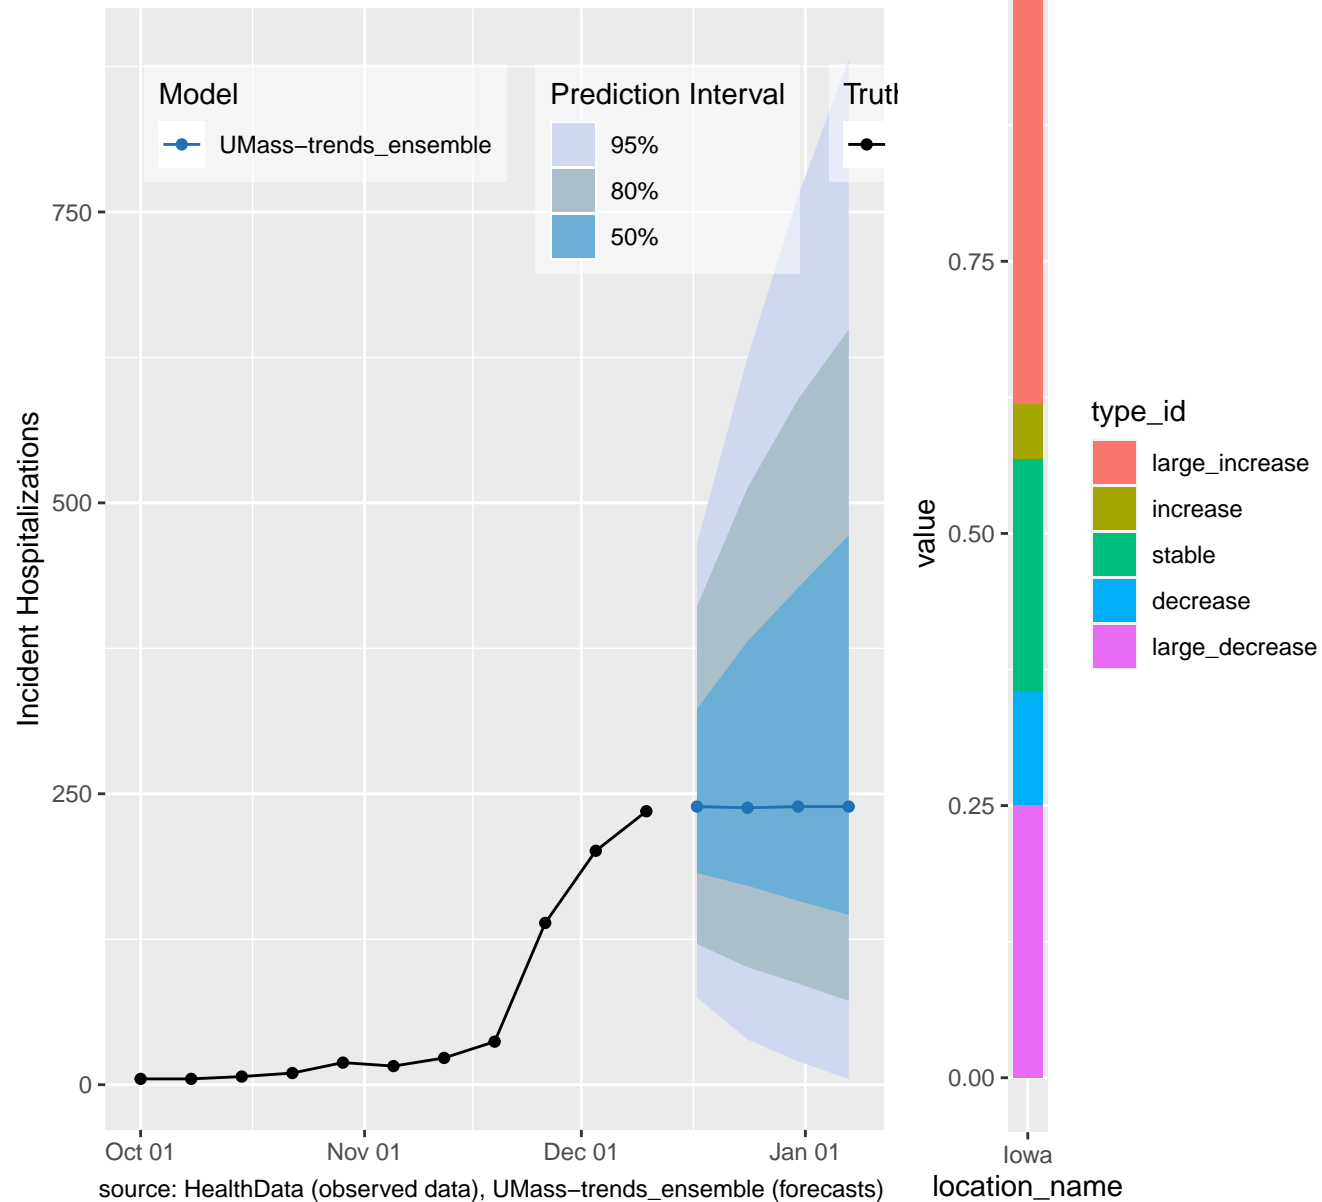 Model
UMass−trends_ensemble
Prediction Interval
95%
80%
50%
Truth
Incident Hospitalizations
750
500
250
0
Oct 01
Nov 01
Dec 01
Jan 01
source: HealthData (observed data), UMass−trends_ensemble (forecasts)
value
0.75
0.50
0.25
0.00
Iowa
location_name
type_id
large_increase
increase
stable
decrease
large_decrease